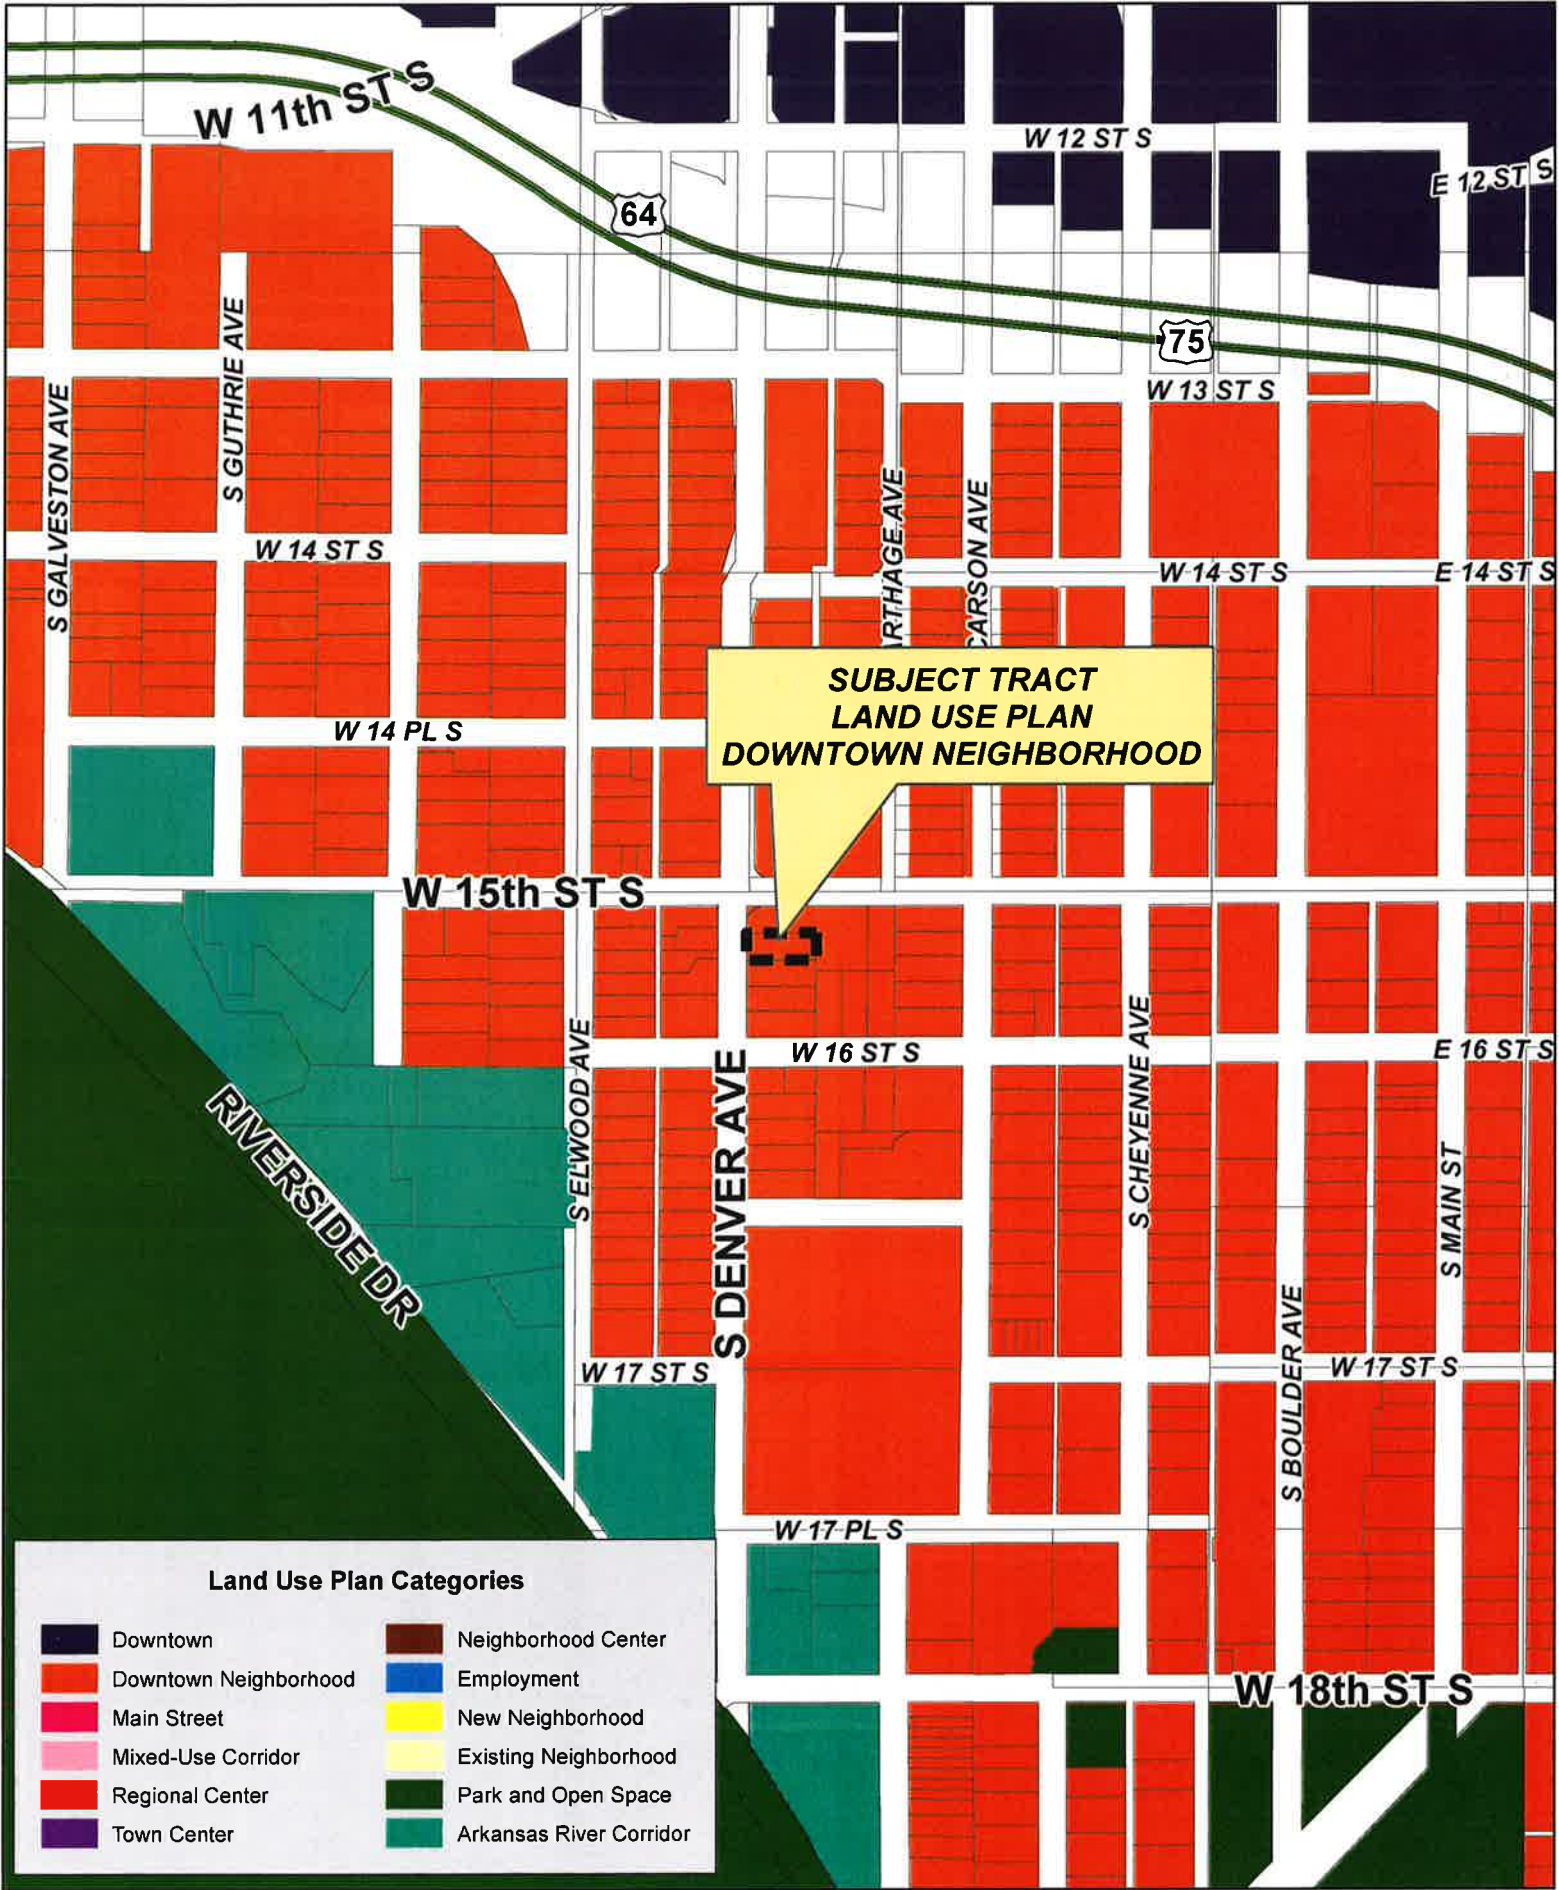 W 11th ST S
W 12 ST S
E 12 ST S
64
75
W 13 ST S
S GUTHRIE AVE
S GALVESTON AVE
ARTHAGE AVE
CARSON AVE
W 14 ST S
W 14 ST S
E 14 ST S
SUBJECT TRACT
LAND USE PLAN
DOWNTOWN NEIGHBORHOOD
W 14 PL S
W 15th ST S
W 16 ST S
E 16 ST S
S ELWOOD AVE
S DENVER AVE
S CHEYENNE AVE
S MAIN ST
RIVERSIDE DR
S BOULDER AVE
W 17 ST S
W 17 ST S
W 17 PL S
W 18th ST S
Land Use Plan Categories
Downtown
Downtown Neighborhood
Main Street
Mixed-Use Corridor
Regional Center
Town Center
Neighborhood Center
Employment
New Neighborhood
Existing Neighborhood
Park and Open Space
Arkansas River Corridor